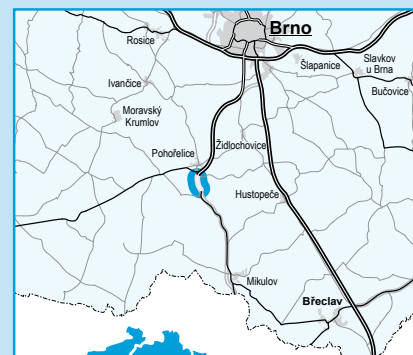 Brno
Rosice
Šlapanice
Slavkov
u Brna
Ivančice
Bučovice
Moravský
Krumlov
Židlochovice
Pohořelice
Hustopeče
Mikulov
Břeclav